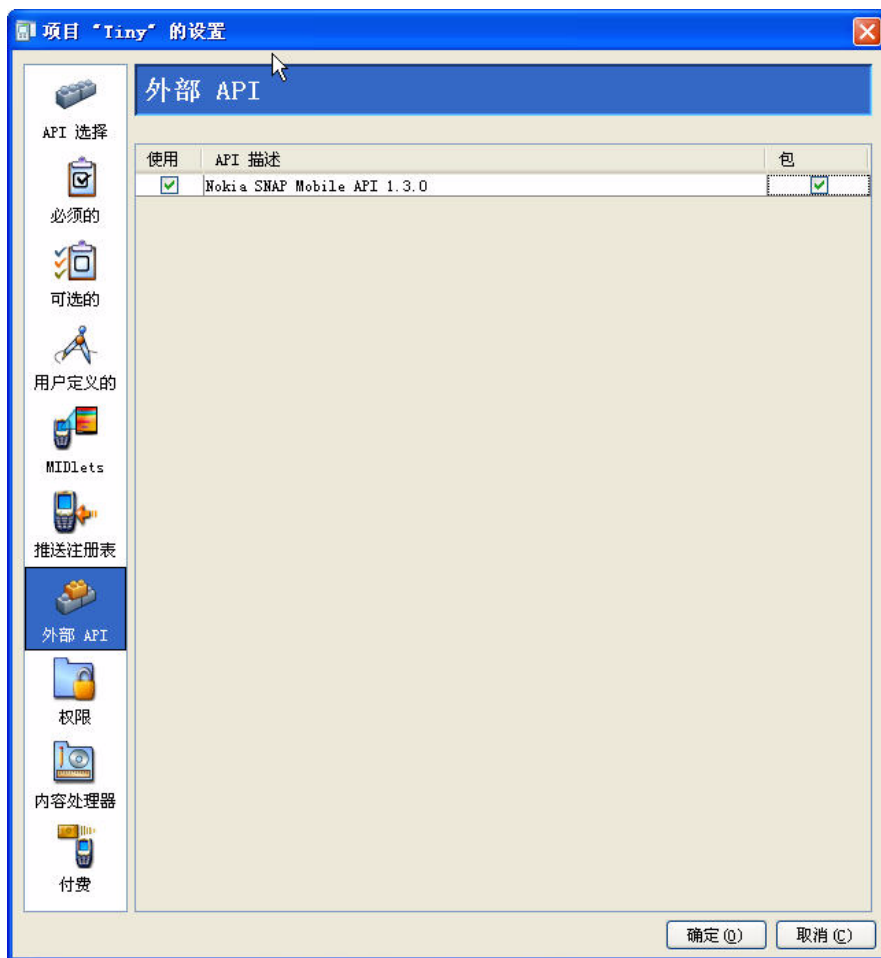 项目 "Tiny" 的设置
API 选择
必须的
可选的
用户定义的
MIDlets
推送注册表
外部 API
权限
内容处理器
付费
外部 API
使用 API 描述 包
Nokia SNAP Mobile API 1.3.0
确定(O) 取消(C)